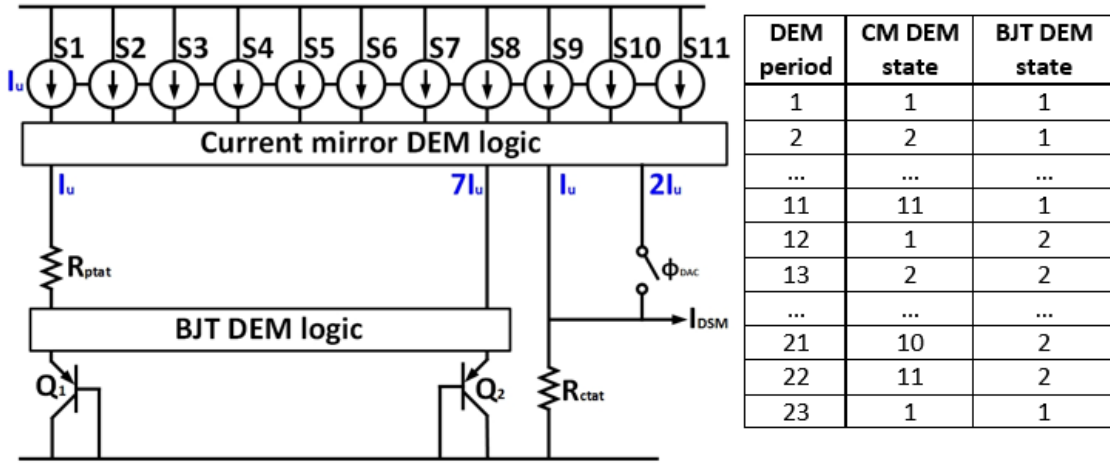 S1 S2 S3 S4 S5 S6 S7 S8 S9 S10 S11
Iu
Current mirror DEM logic
Iu 7Iu Iu 2Iu
Rptat
ΦDAC
BJT DEM logic
IDSM
Q1 Q2 Rctat
DEM period CM DEM state BJT DEM state
1 1 1
2 2 1
... ... ...
11 11 1
12 1 2
13 2 2
... ... ...
21 10 2
22 11 2
23 1 1